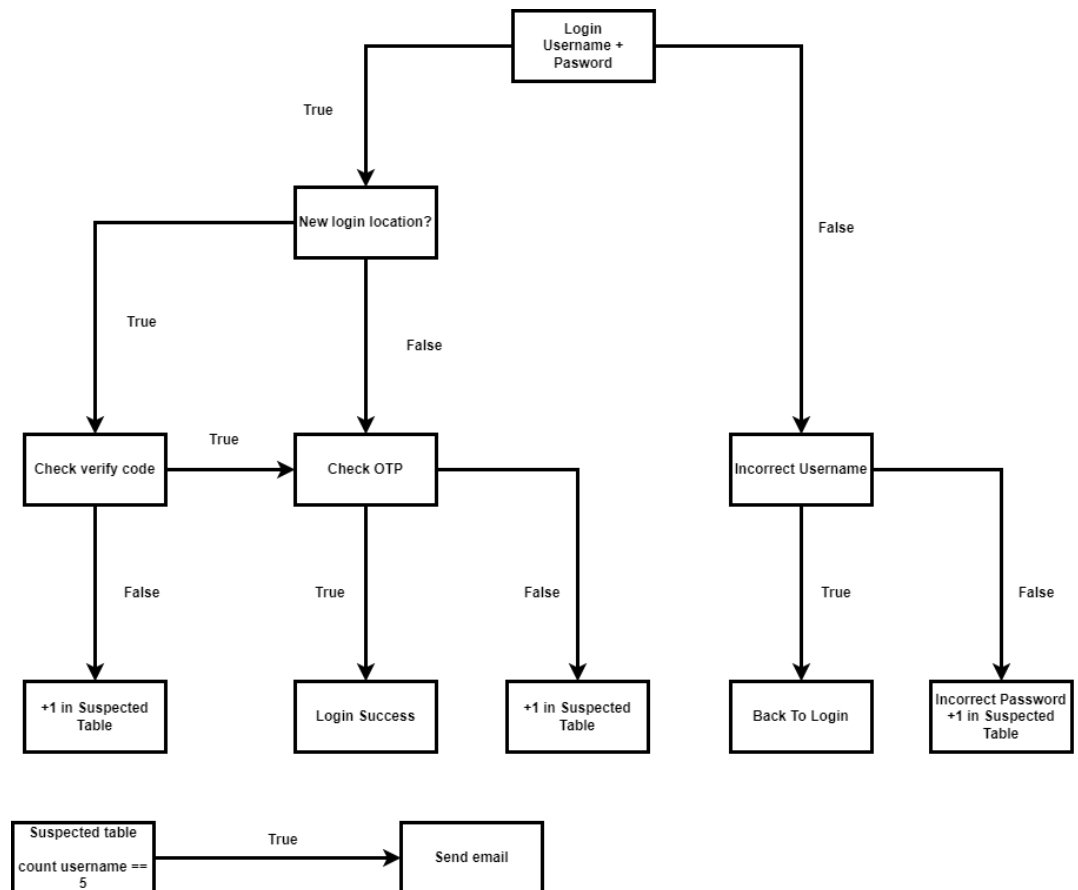 Login
Username +
Pasword
True
New login location?
False
True
False
Check verify code
True
Check OTP
Incorrect Username
False
True
False
True
False
+1 in Suspected
Table
Login Success
+1 in Suspected
Table
Back To Login
Incorrect Password
+1 in Suspected
Table
Suspected table
count username ==
5
True
Send email